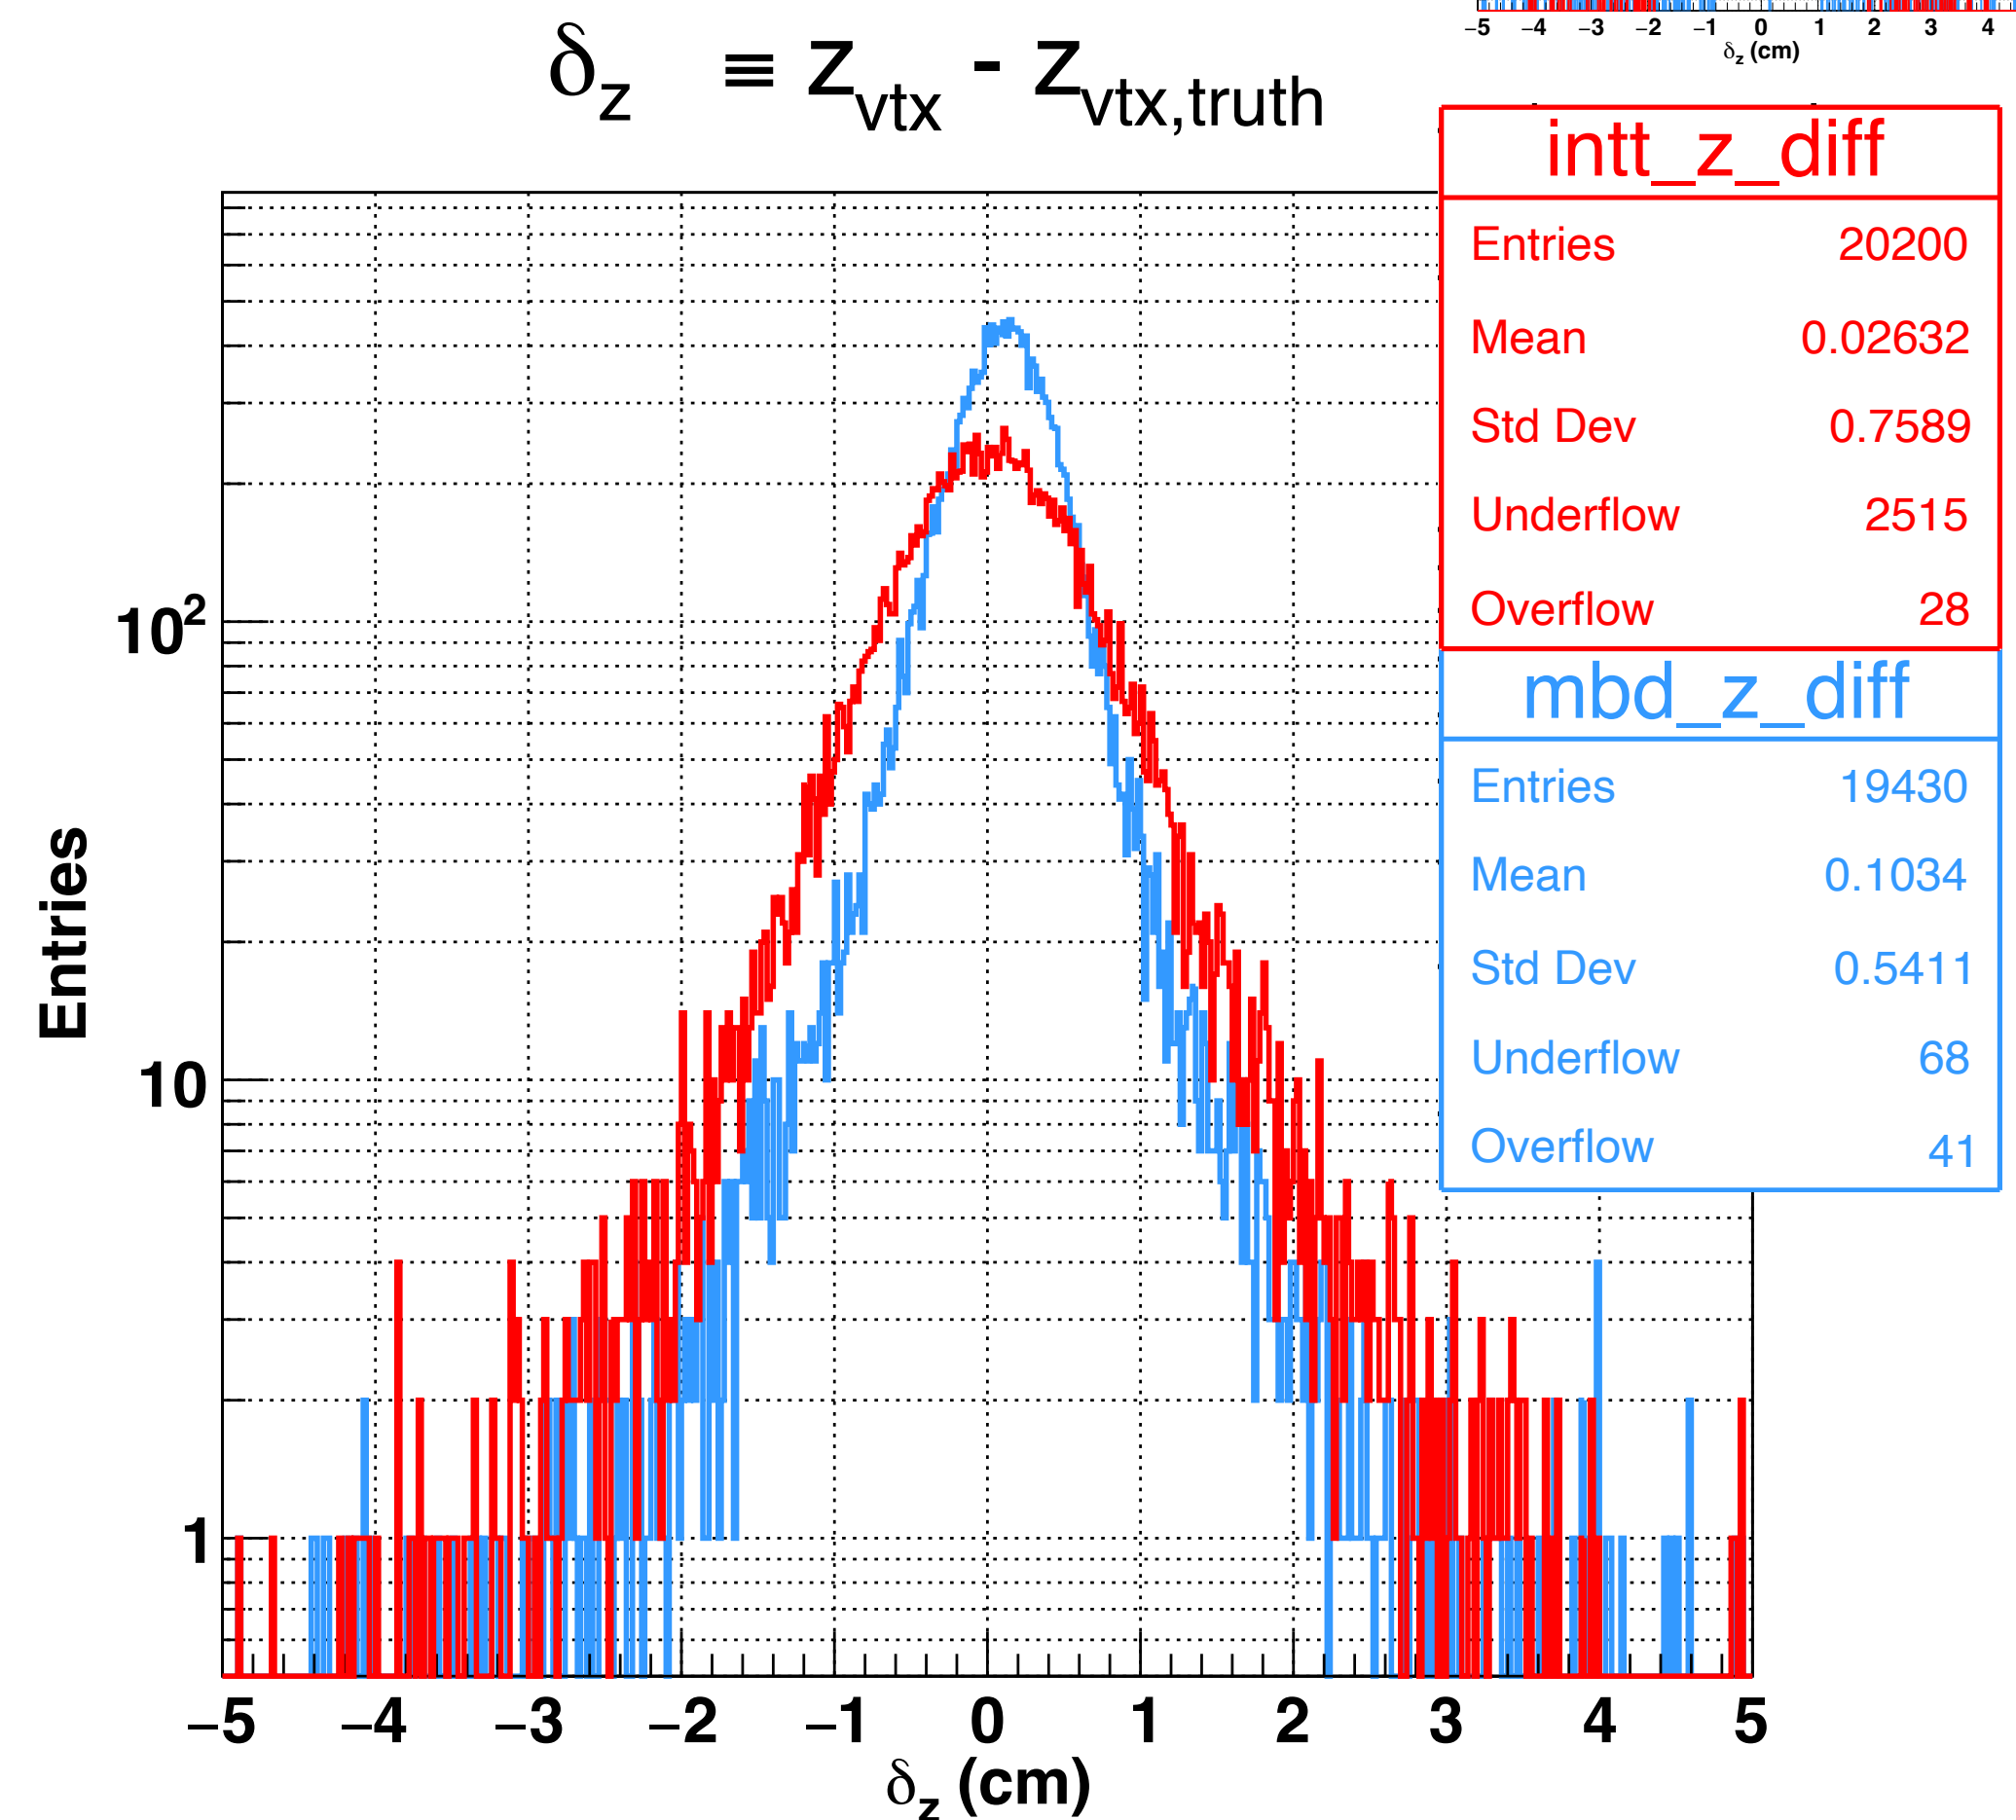 −5 −4 −3 −2 −1 0 1 2 3 4
δz (cm)
δz ≡ zvtx - zvtx,truth
intt_z_diff
Entries 20200
Mean 0.02632
Std Dev 0.7589
Underflow 2515
Overflow 28
mbd_z_diff
Entries 19430
Mean 0.1034
Std Dev 0.5411
Underflow 68
Overflow 41
Entries
10²
10
1
−5 −4 −3 −2 −1 0 1 2 3 4 5
δz (cm)